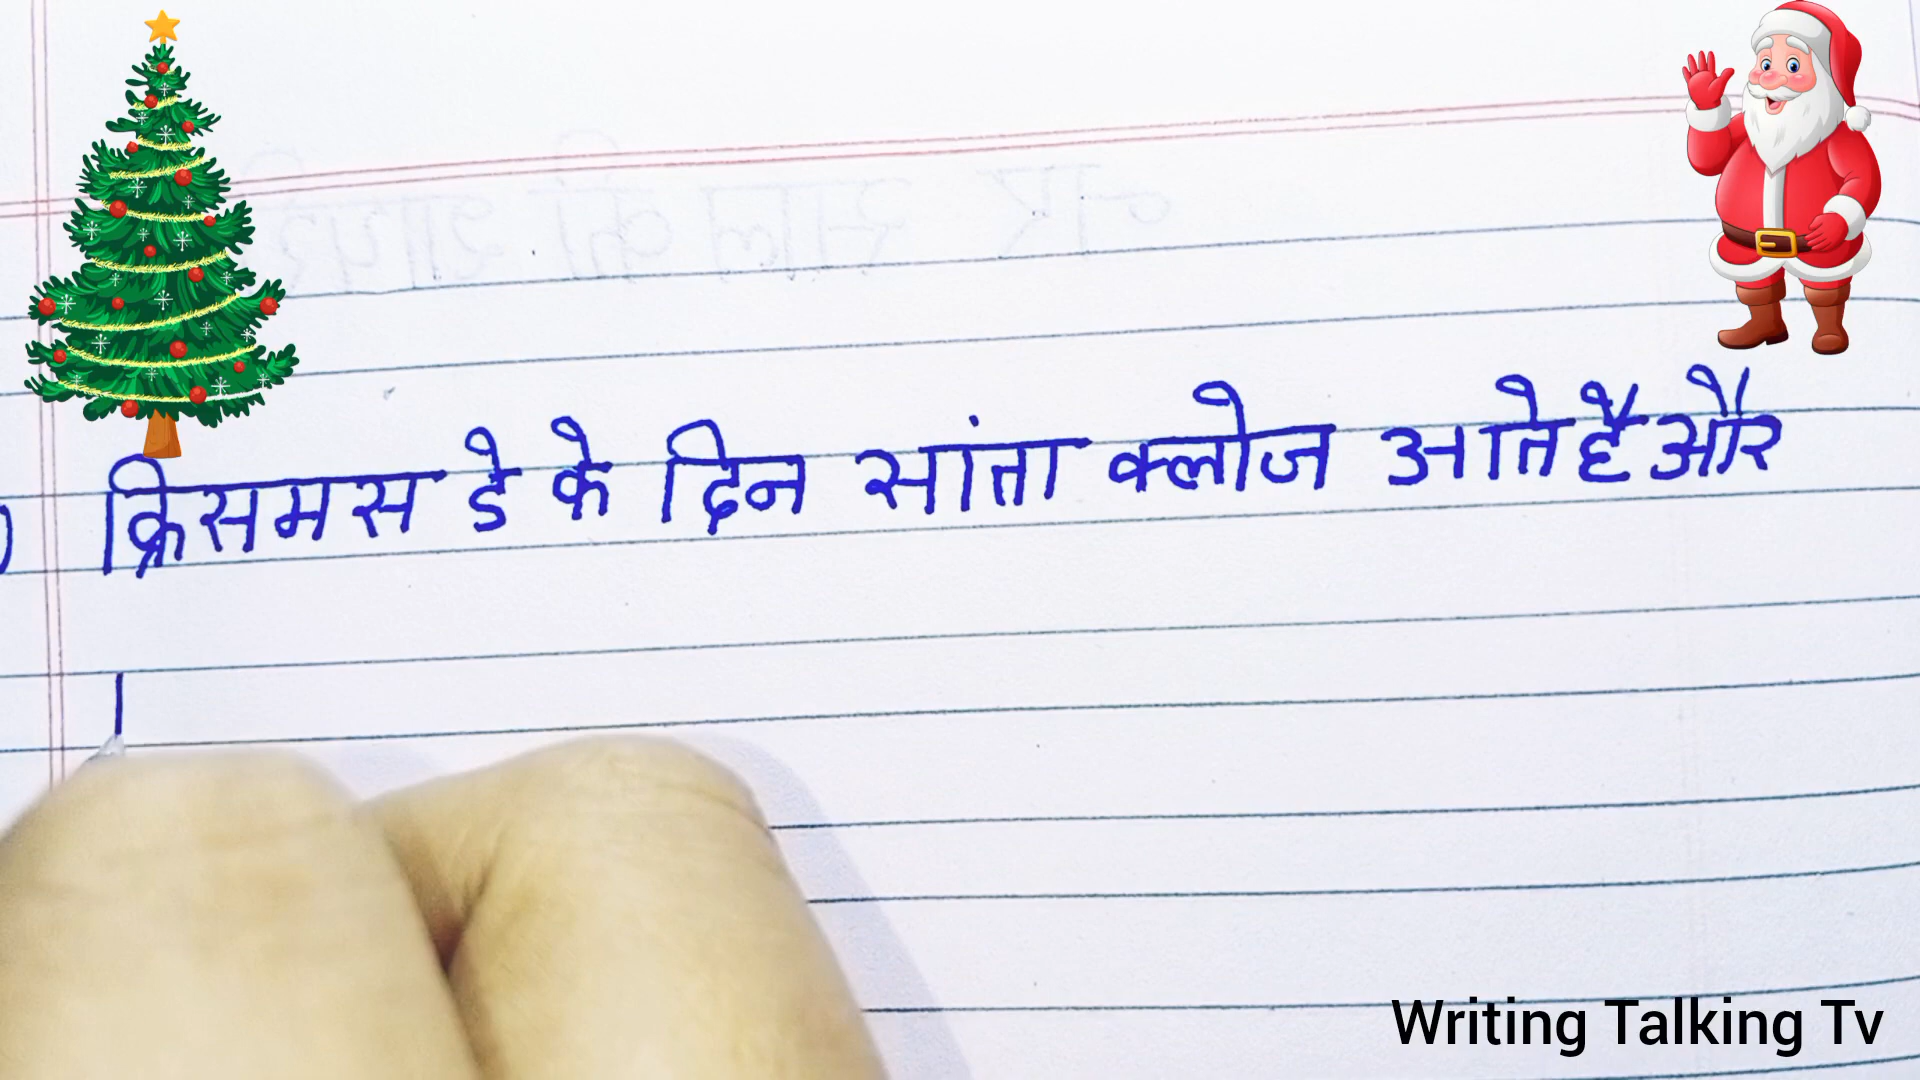 क्रिसमस डे के दिन सांता क्लोज आते है और
Writing Talking Tv